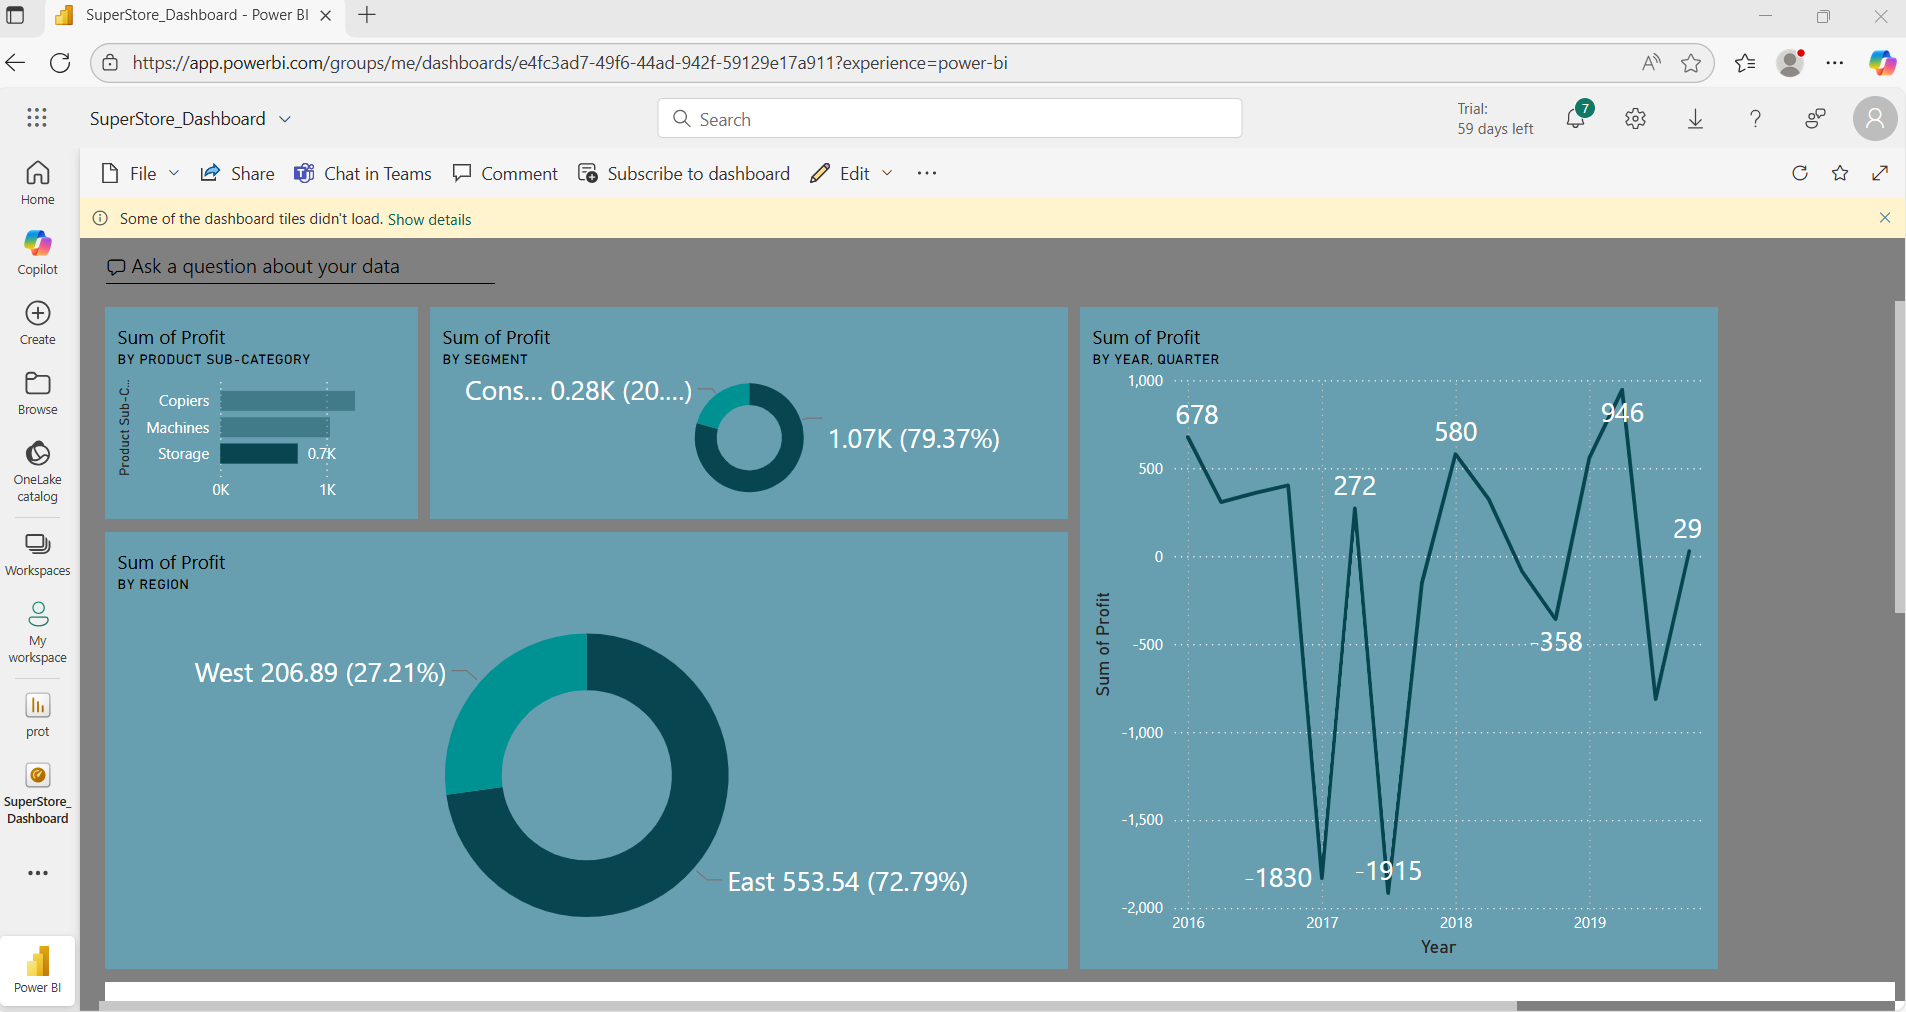 SuperStore_Dashboard - Power BI
https://app.powerbi.com/groups/me/dashboards/e4fc3ad7-49f6-44ad-942f-59129e17a911?experience=power-bi
SuperStore_Dashboard
Search
Trial:
59 days left
7
File
Share
Chat in Teams
Comment
Subscribe to dashboard
Edit
Some of the dashboard tiles didn't load. Show details
Home
Copilot
Create
Browse
OneLake
catalog
Workspaces
My
workspace
prot
SuperStore_
Dashboard
Power BI
Ask a question about your data
Sum of Profit
BY PRODUCT SUB-CATEGORY
Product Sub-C...
Copiers
Machines
Storage 0.7K
0K 1K
Sum of Profit
BY SEGMENT
Cons... 0.28K (20....)
1.07K (79.37%)
Sum of Profit
BY REGION
West 206.89 (27.21%)
East 553.54 (72.79%)
Sum of Profit
BY YEAR, QUARTER
Sum of Profit
1,000
500
0
-500
-1,000
-1,500
-2,000
678
-1830
272
-1915
580
-358
946
29
2016 2017 2018 2019
Year